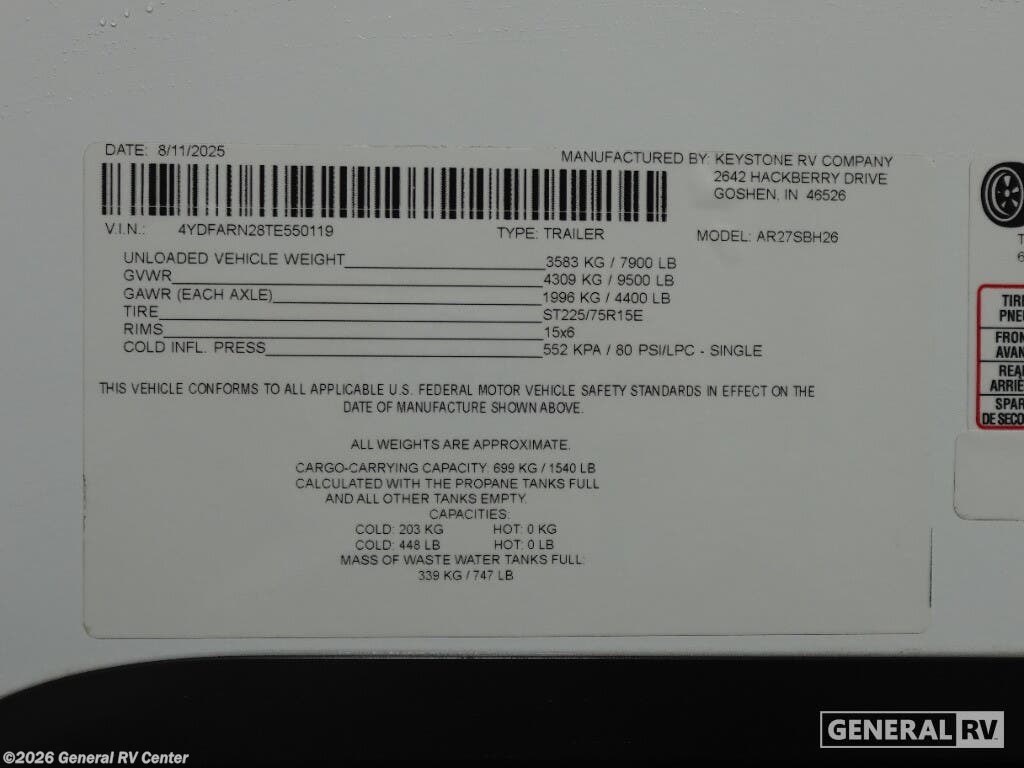 DATE: 8/11/2025
MANUFACTURED BY: KEYSTONE RV COMPANY
2642 HACKBERRY DRIVE
GOSHEN, IN 46526
V.I.N.: 4YDFARN28TE550119 TYPE: TRAILER MODEL: AR27SBH26
UNLOADED VEHICLE WEIGHT 3583 KG / 7900 LB
GVWR 4309 KG / 9500 LB
GAWR (EACH AXLE) 1996 KG / 4400 LB
TIRE ST225/75R15E
RIMS 15x6
COLD INFL. PRESS 552 KPA / 80 PSI/LPC - SINGLE
THIS VEHICLE CONFORMS TO ALL APPLICABLE U.S. FEDERAL MOTOR VEHICLE SAFETY STANDARDS IN EFFECT ON THE
DATE OF MANUFACTURE SHOWN ABOVE.
ALL WEIGHTS ARE APPROXIMATE.
CARGO-CARRYING CAPACITY: 699 KG / 1540 LB
CALCULATED WITH THE PROPANE TANKS FULL
AND ALL OTHER TANKS EMPTY.
CAPACITIES:
COLD: 203 KG HOT: 0 KG
COLD: 448 LB HOT: 0 LB
MASS OF WASTE WATER TANKS FULL:
339 KG / 747 LB
DE SECO
GENERAL RV
©2026 General RV Center